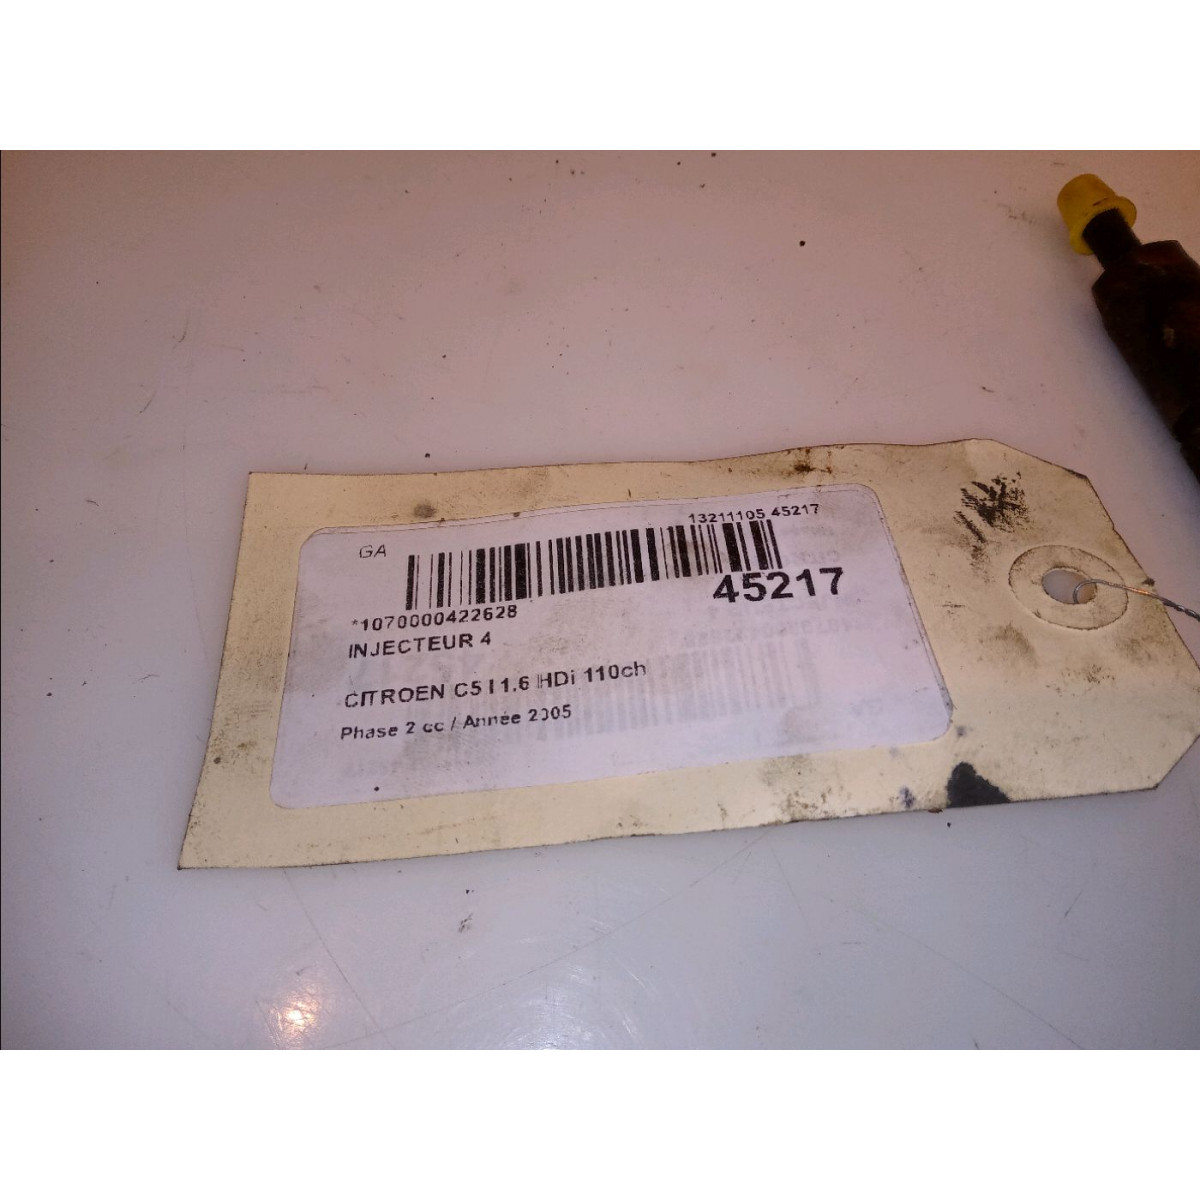 13211105 45217
GA
45217
*1070000422628
INJECTEUR 4
CITROEN C5 I 1.6 HDi 110ch
Phase 2 cc / Année 2005